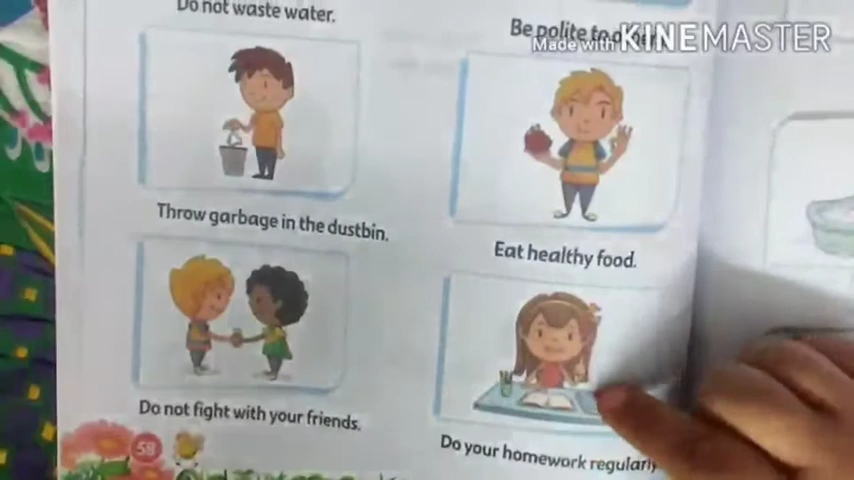 Do not waste water.
Be polite to
Made with KINEMASTER
Throw garbage in the dustbin.
Eat healthy food.
Do not fight with your friends.
Do your homework regularly
58